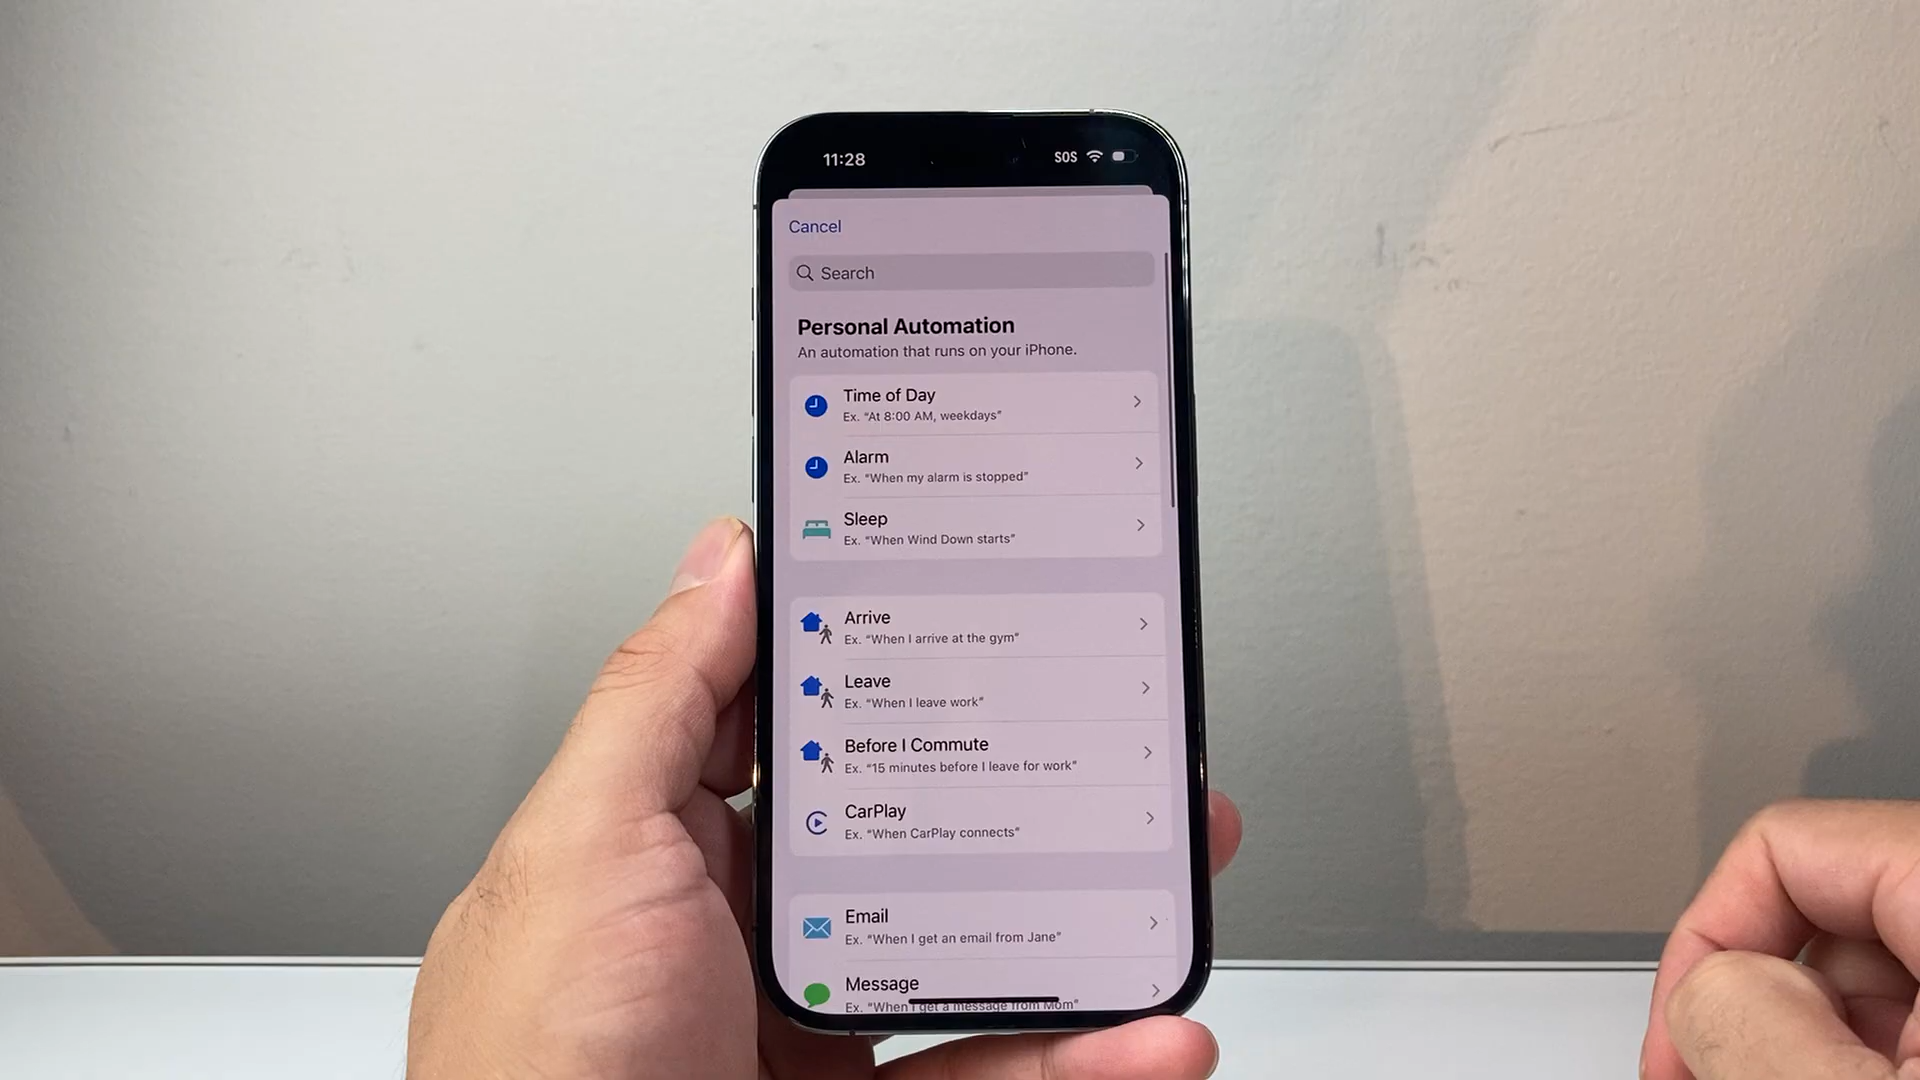 11:28
SOS
Cancel
Search
Personal Automation
An automation that runs on your iPhone.
Time of Day
Ex. “At 8:00 AM, weekdays”
Alarm
Ex. “When my alarm is stopped”
Sleep
Ex. “When Wind Down starts”
Arrive
Ex. “When I arrive at the gym”
Leave
Ex. “When I leave work”
Before I Commute
Ex. “15 minutes before I leave for work”
CarPlay
Ex. “When CarPlay connects”
Email
Ex. “When I get an email from Jane”
Message
Ex. “When I get a message from Mom”